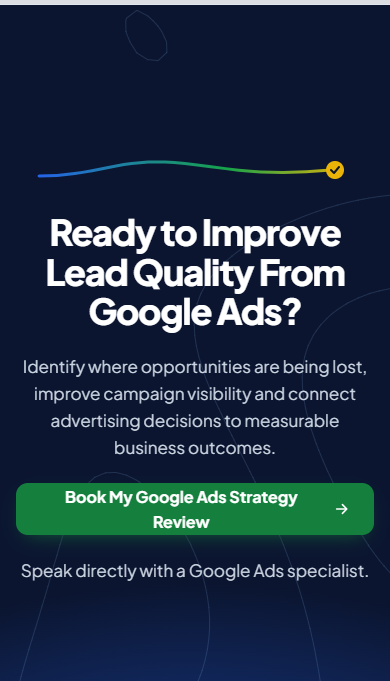 Ready to Improve
Lead Quality From
Google Ads?
Identify where opportunities are being lost,
improve campaign visibility and connect
advertising decisions to measurable
business outcomes.
Book My Google Ads Strategy
Review
Speak directly with a Google Ads specialist.